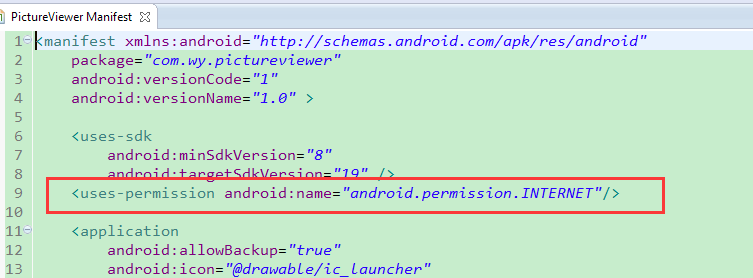 PictureViewer Manifest
1 <manifest xmlns:android="http://schemas.android.com/apk/res/android"
2 package="com.wy.pictureviewer"
3 android:versionCode="1"
4 android:versionName="1.0" >
5
6 <uses-sdk
7 android:minSdkVersion="8"
8 android:targetSdkVersion="19" />
9 <uses-permission android:name="android.permission.INTERNET"/>
10
11 <application
12 android:allowBackup="true"
13 android:icon="@drawable/ic_launcher"